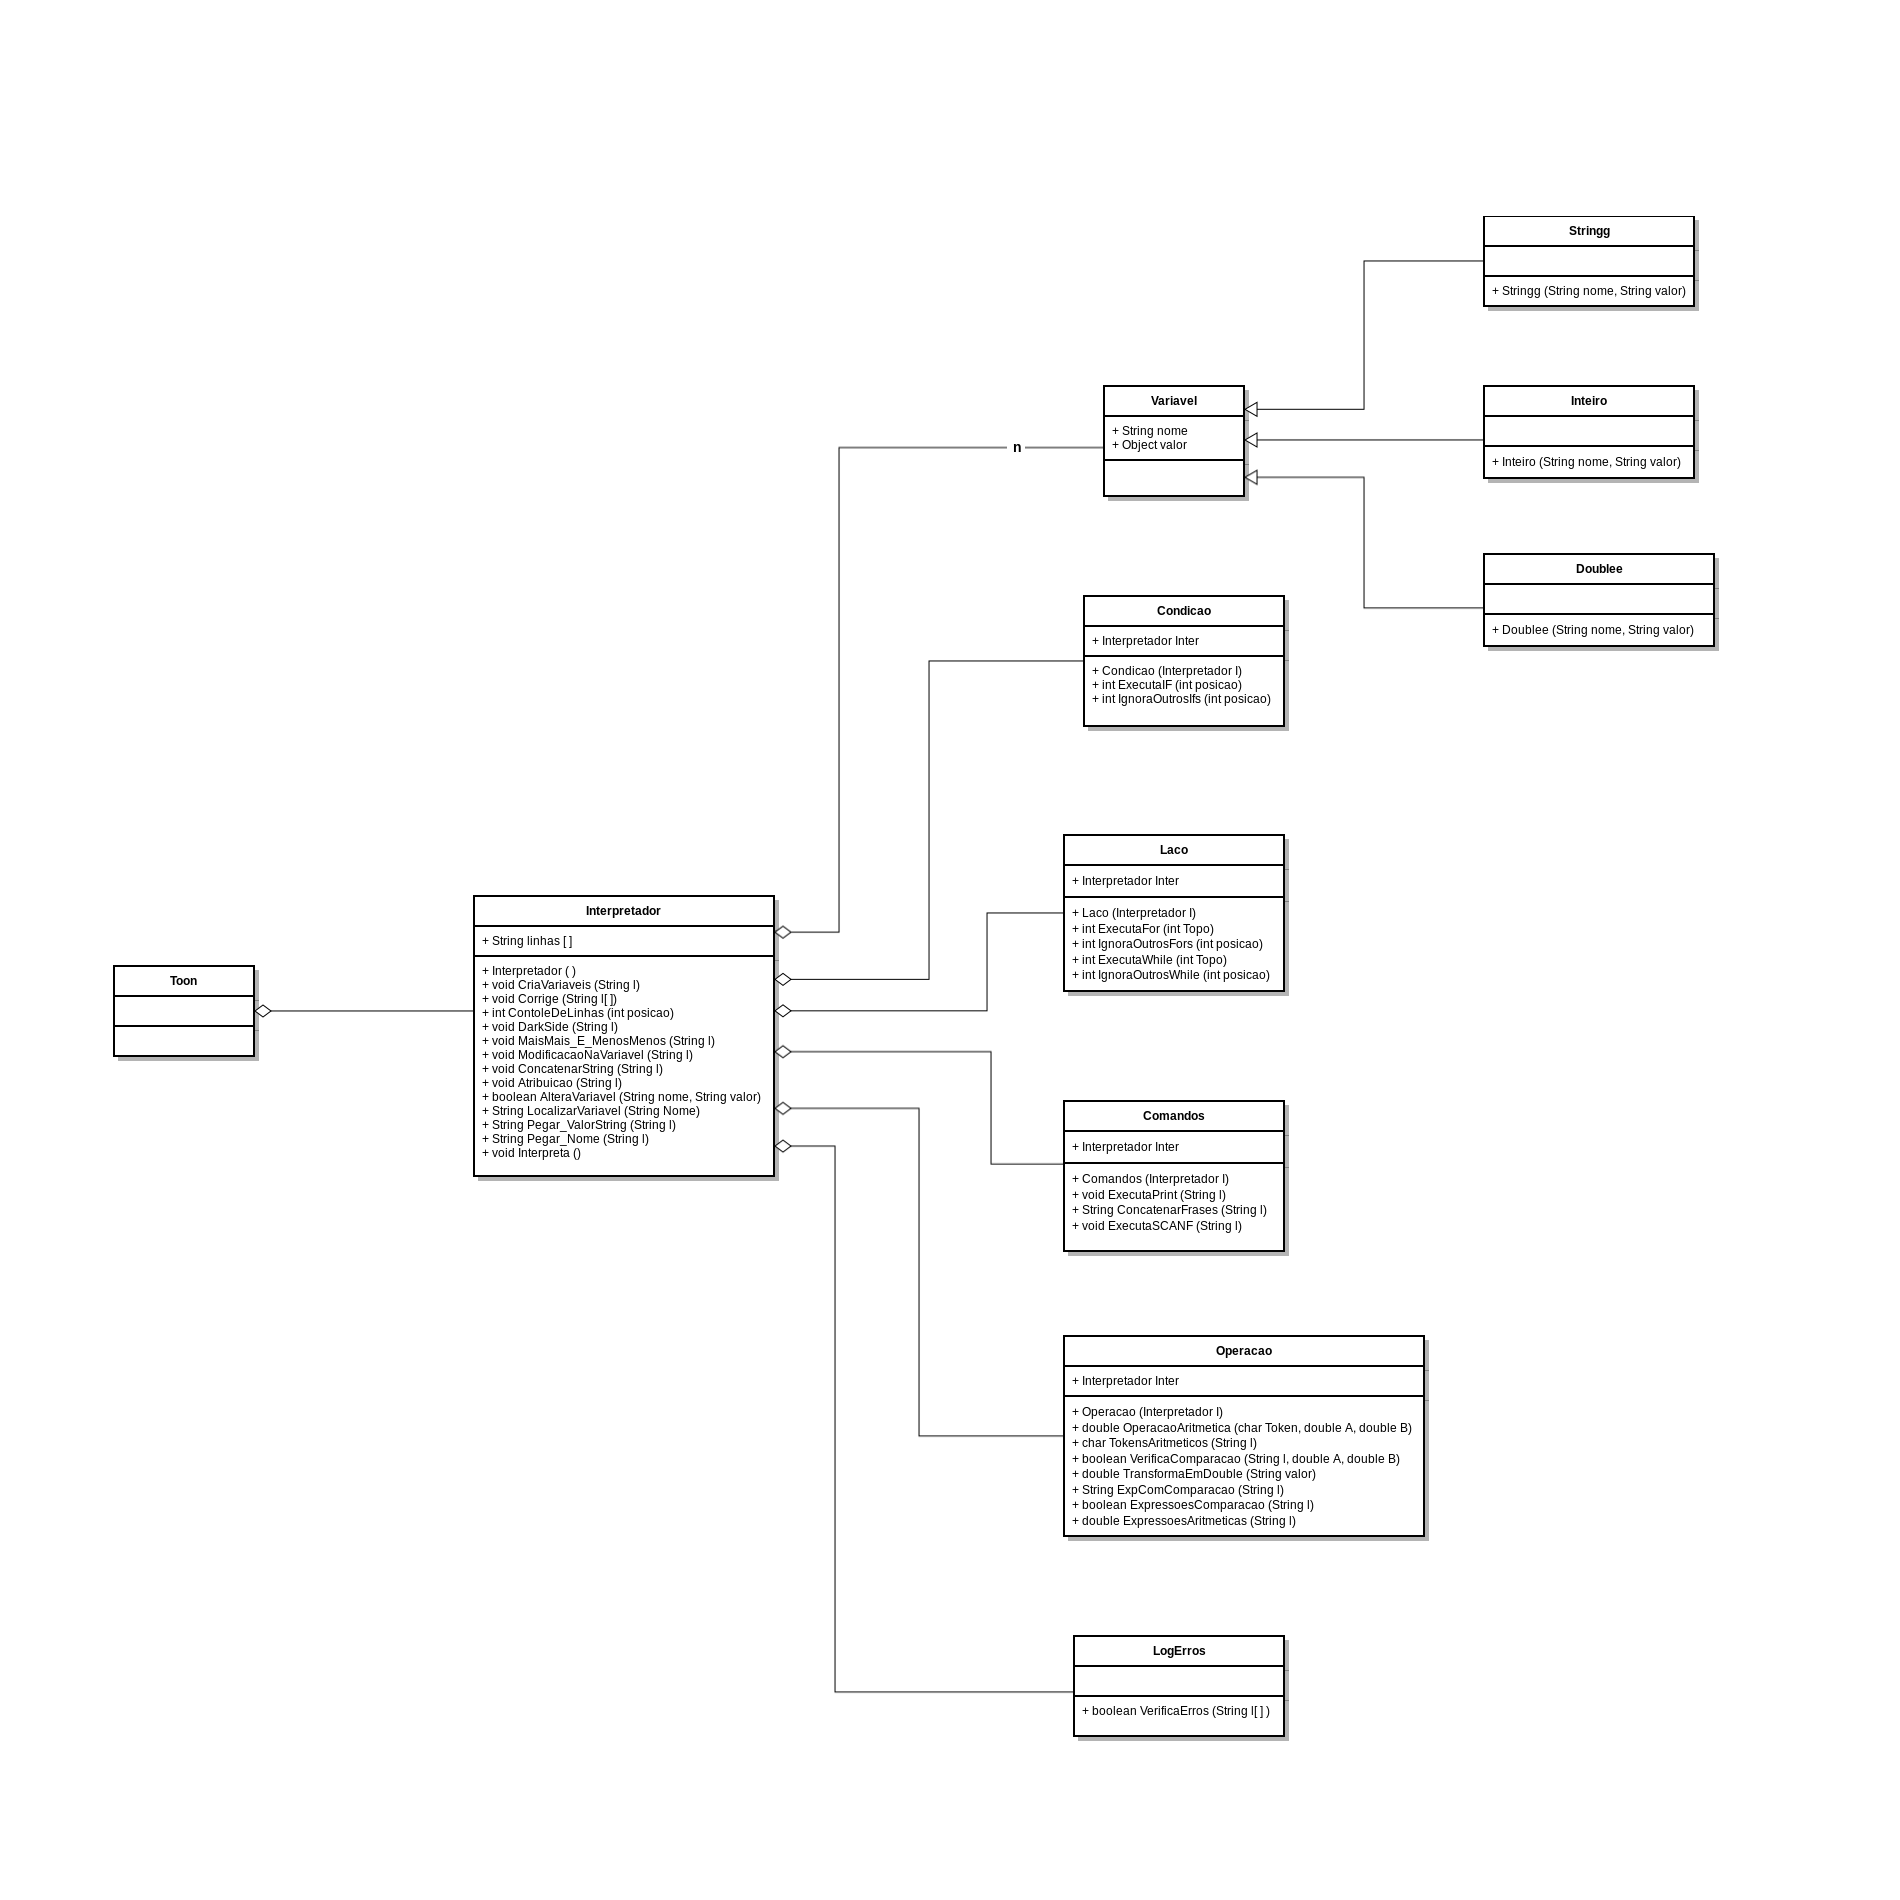 Stringg
+ Stringg (String nome, String valor)
Variavel
+ String nome
+ Object valor
n
Inteiro
+ Inteiro (String nome, String valor)
Doublee
+ Doublee (String nome, String valor)
Condicao
+ Interpretador Inter
+ Condicao (Interpretador I)
+ int ExecutaIF (int posicao)
+ int IgnoraOutrosIfs (int posicao)
Laco
+ Interpretador Inter
+ Laco (Interpretador I)
+ int ExecutaFor (int Topo)
+ int IgnoraOutrosFors (int posicao)
+ int ExecutaWhile (int Topo)
+ int IgnoraOutrosWhile (int posicao)
Interpretador
+ String linhas [ ]
+ Interpretador ( )
+ void CriaVariaveis (String l)
+ void Corrige (String l[ ])
+ int ContoleDeLinhas (int posicao)
+ void DarkSide (String l)
+ void MaisMais_E_MenosMenos (String l)
+ void ModificacaoNaVariavel (String l)
+ void ConcatenarString (String l)
+ void Atribuicao (String l)
+ boolean AlteraVariavel (String nome, String valor)
+ String LocalizarVariavel (String Nome)
+ String Pegar_ValorString (String l)
+ String Pegar_Nome (String l)
+ void Interpreta ()
Toon
Comandos
+ Interpretador Inter
+ Comandos (Interpretador I)
+ void ExecutaPrint (String l)
+ String ConcatenarFrases (String l)
+ void ExecutaSCANF (String l)
Operacao
+ Interpretador Inter
+ Operacao (Interpretador I)
+ double OperacaoAritmetica (char Token, double A, double B)
+ char TokensAritmeticos (String l)
+ boolean VerificaComparacao (String l, double A, double B)
+ double TransformaEmDouble (String valor)
+ String ExpComComparacao (String l)
+ boolean ExpressoesComparacao (String l)
+ double ExpressoesAritmeticas (String l)
LogErros
+ boolean VerificaErros (String l[ ] )